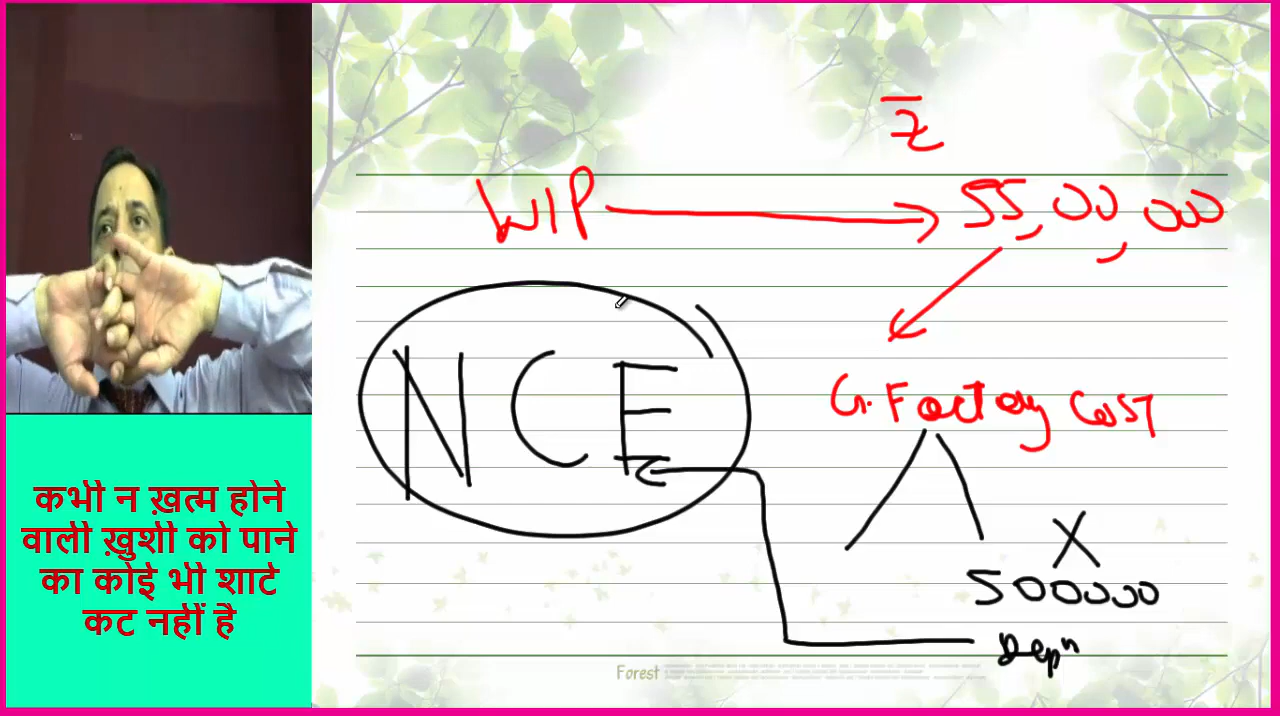 कभी न ख़त्म होने
वाली ख़ुशी को पाने
का कोई भी शार्ट
कट नहीं है
WIP 55,00,000
NCE
G. Factory Cost
X
500000
Depn
Forest